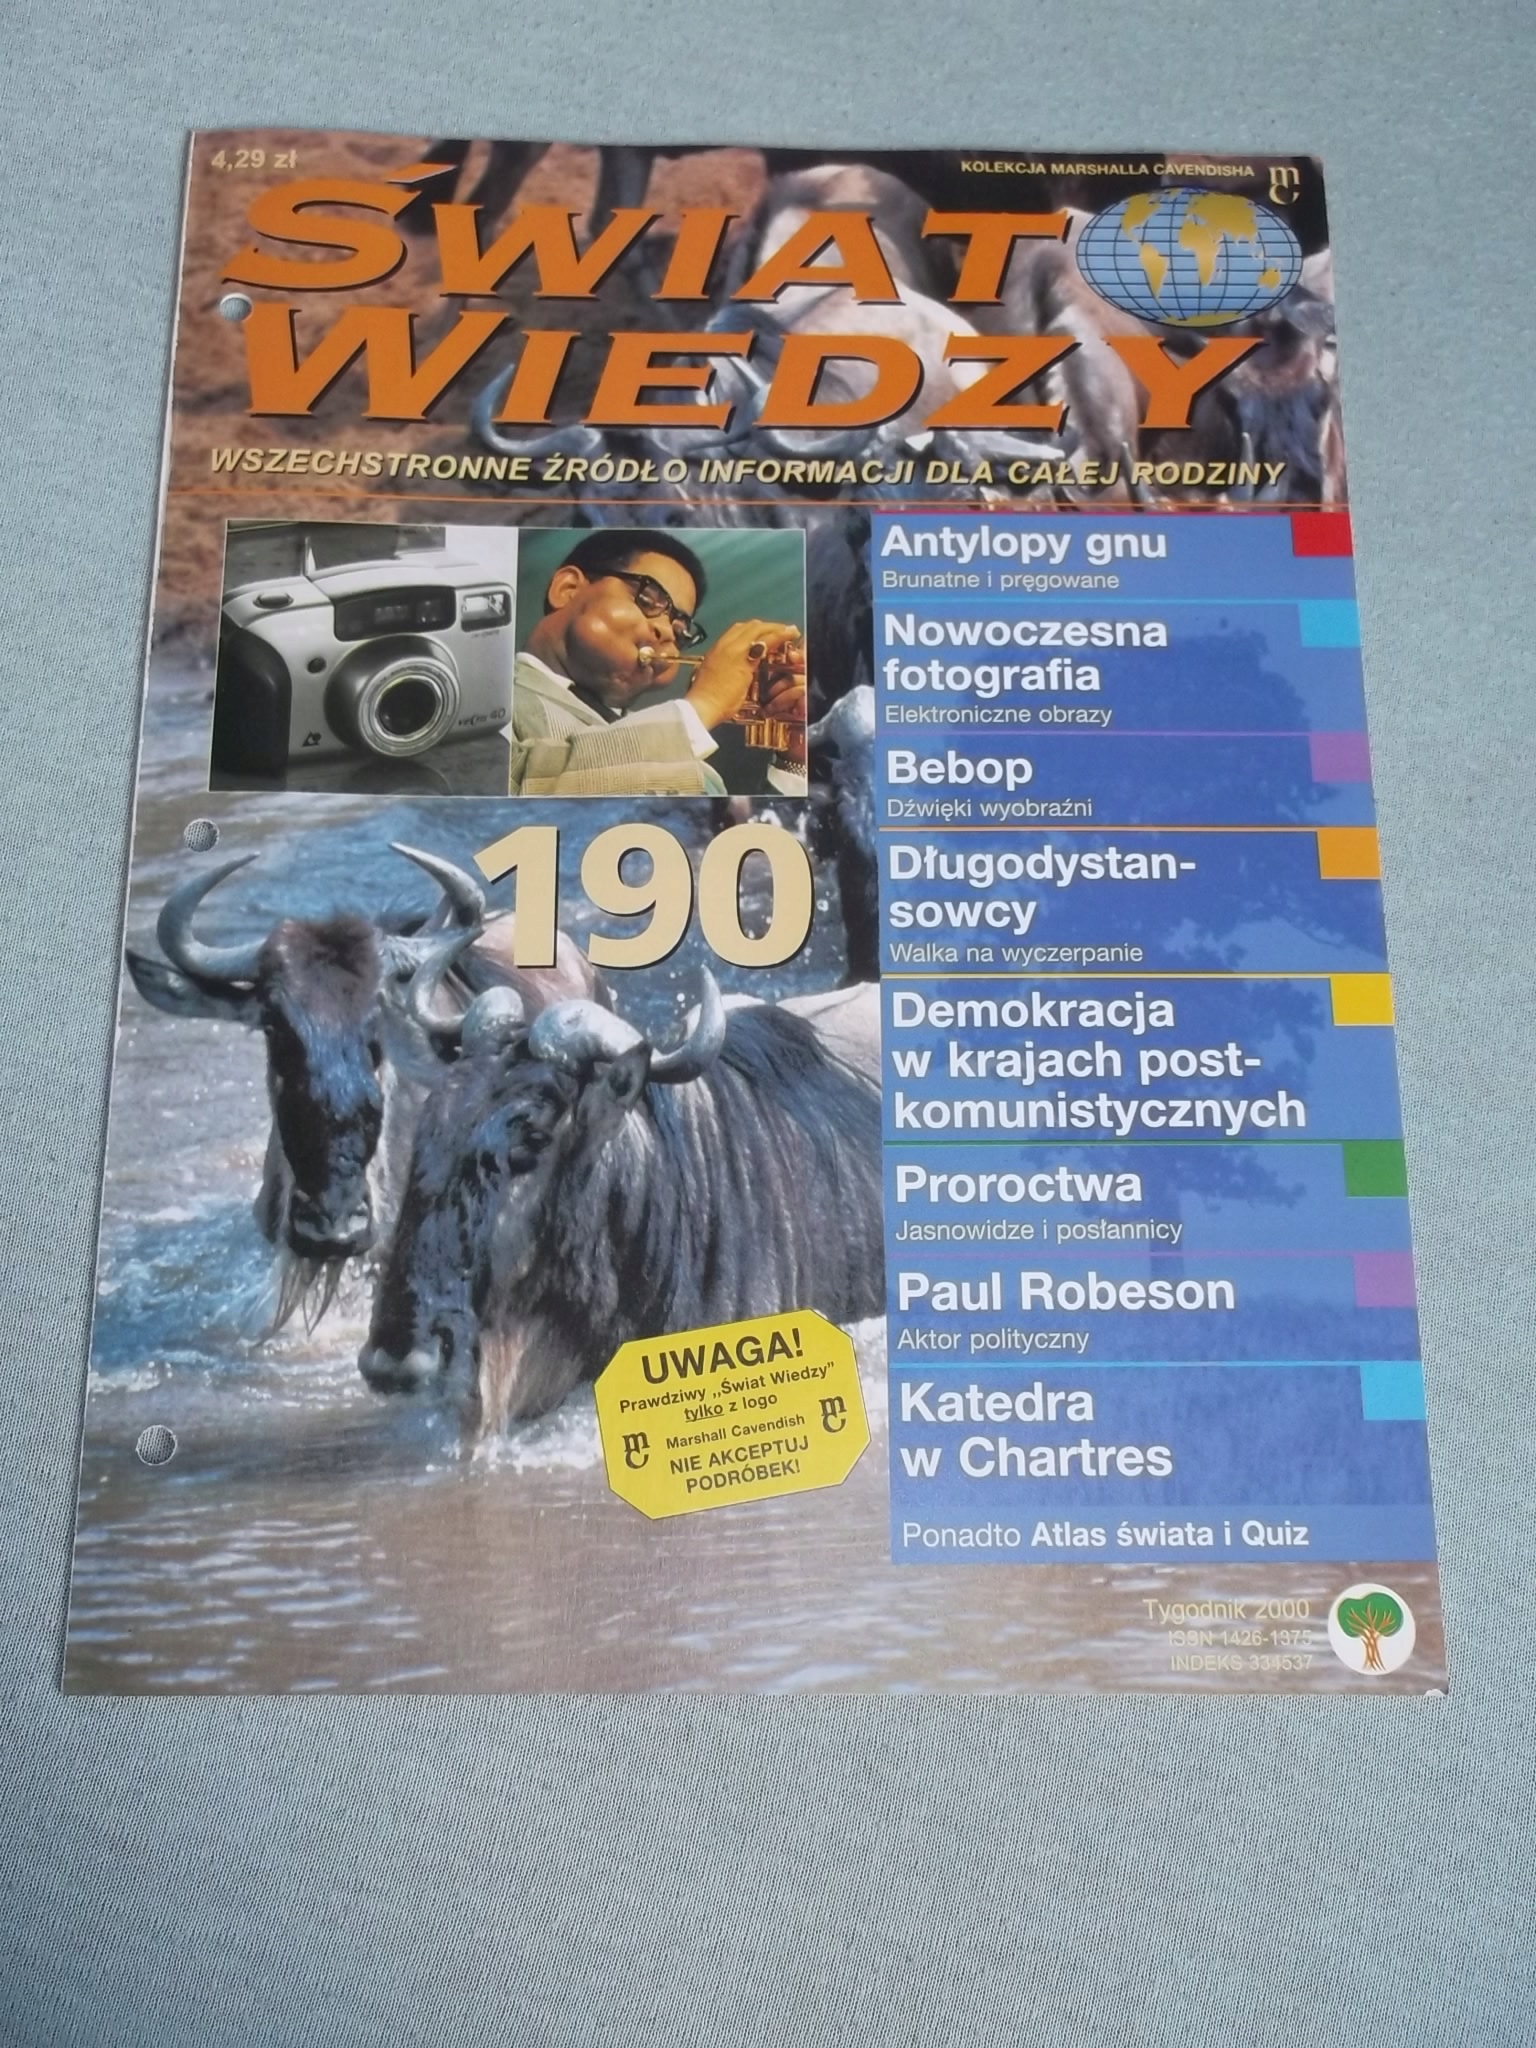 4,29 zł
KOLEKCJA MARSHALLA CAVENDISHA
mc
ŚWIAT
WIEDZY
WSZECHSTRONNE ŹRÓDŁO INFORMACJI DLA CAŁEJ RODZINY
190
Antylopy gnu
Brunatne i pręgowane
Nowoczesna
fotografia
Elektroniczne obrazy
Bebop
Dźwięki wyobraźni
Długodystan-
sowcy
Walka na wyczerpanie
Demokracja
w krajach post-
komunistycznych
Proroctwa
Jasnowidze i posłannicy
Paul Robeson
Aktor polityczny
Katedra
w Chartres
Ponadto Atlas świata i Quiz
UWAGA!
Prawdziwy „Świat Wiedzy”
tylko z logo
mc Marshall Cavendish mc
NIE AKCEPTUJ
PODRÓBEK!
Tygodnik 2000
ISSN 1426-1375
INDEKS 334537